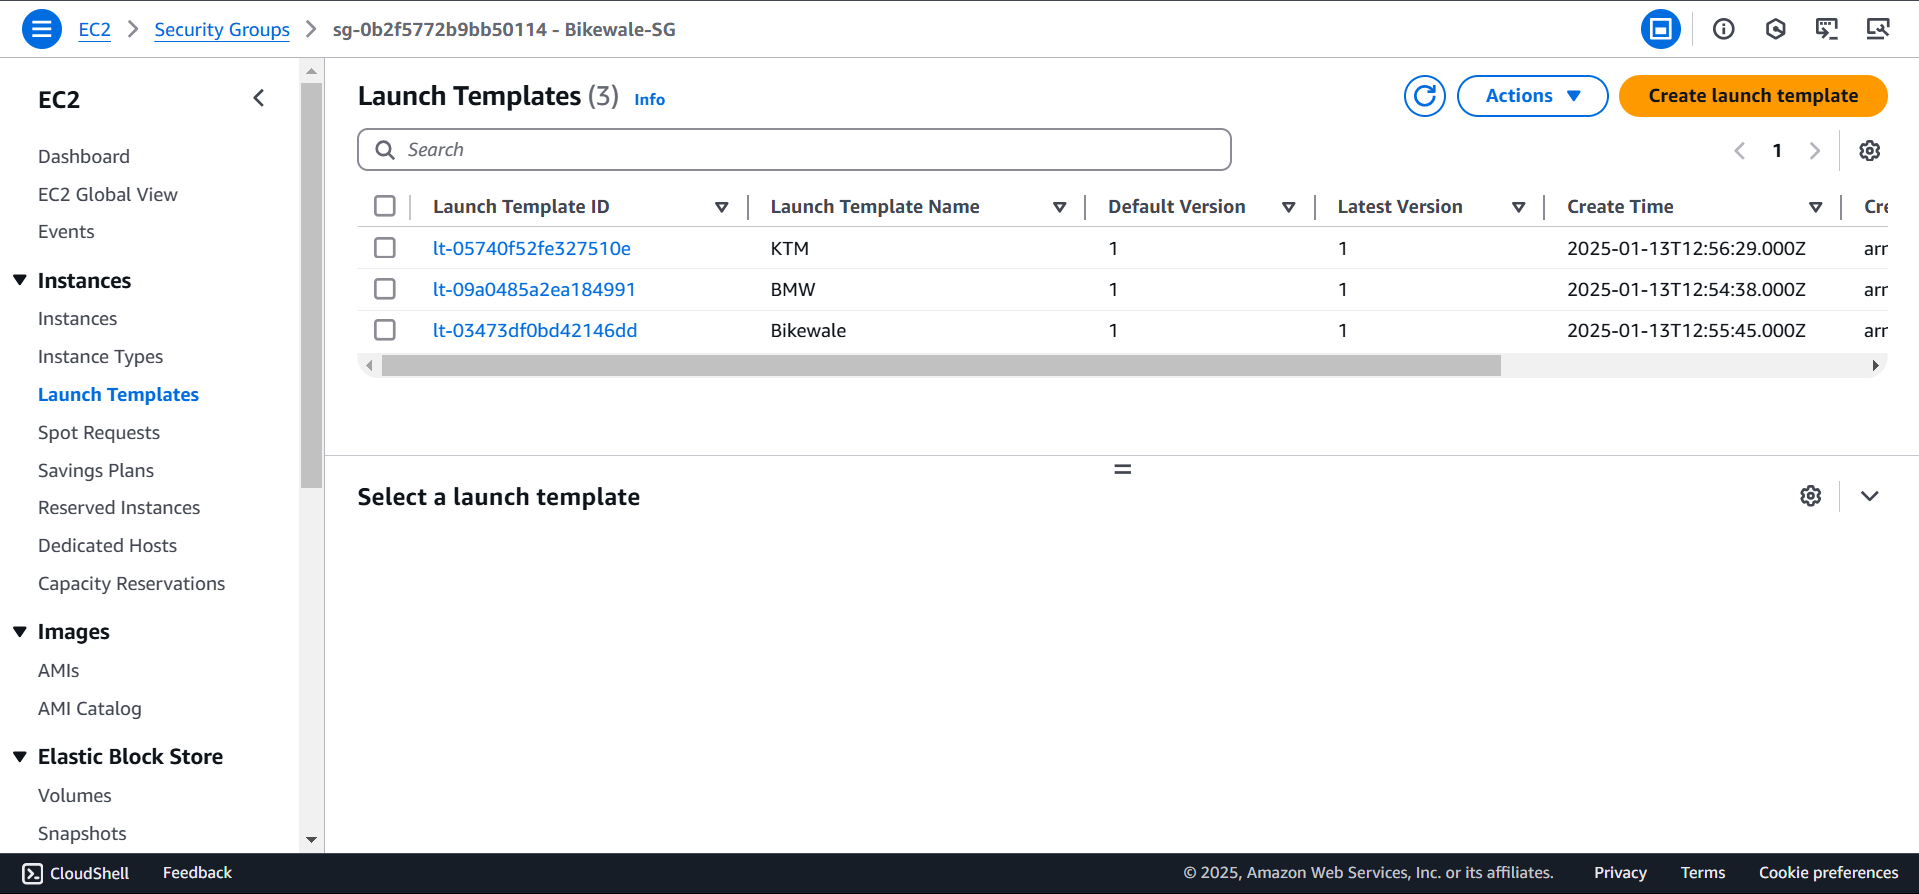 EC2 Security Groups sg-0b2f5772b9bb50114 - Bikewale-SG
EC2
Dashboard
EC2 Global View
Events
Instances
Instances
Instance Types
Launch Templates
Spot Requests
Savings Plans
Reserved Instances
Dedicated Hosts
Capacity Reservations
Images
AMIs
AMI Catalog
Elastic Block Store
Volumes
Snapshots
Launch Templates (3) Info
Actions
Create launch template
Search
1
Launch Template ID Launch Template Name Default Version Latest Version Create Time Cre
lt-05740f52fe327510e KTM 1 1 2025-01-13T12:56:29.000Z arr
lt-09a0485a2ea184991 BMW 1 1 2025-01-13T12:54:38.000Z arr
lt-03473df0bd42146dd Bikewale 1 1 2025-01-13T12:55:45.000Z arr
Select a launch template
CloudShell Feedback © 2025, Amazon Web Services, Inc. or its affiliates. Privacy Terms Cookie preferences